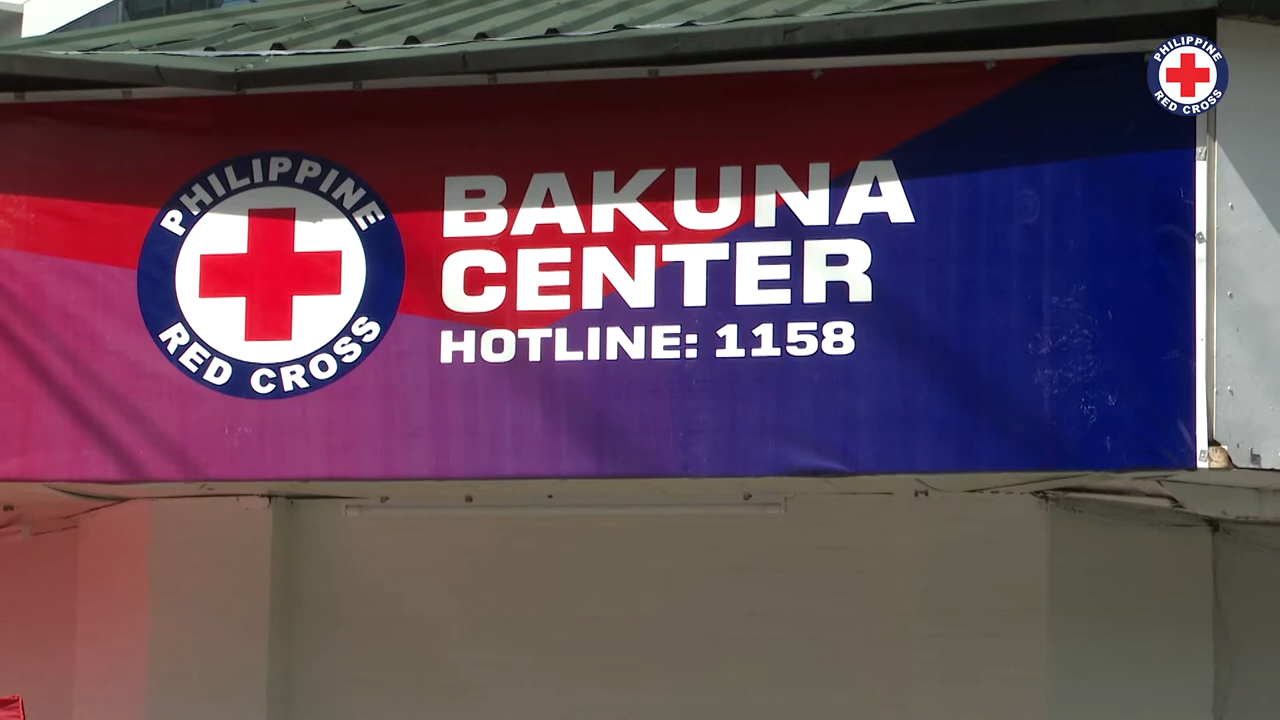 PHILIPPINE
RED CROSS
PHILIPPINE
RED CROSS
BAKUNA
CENTER
HOTLINE: 1158